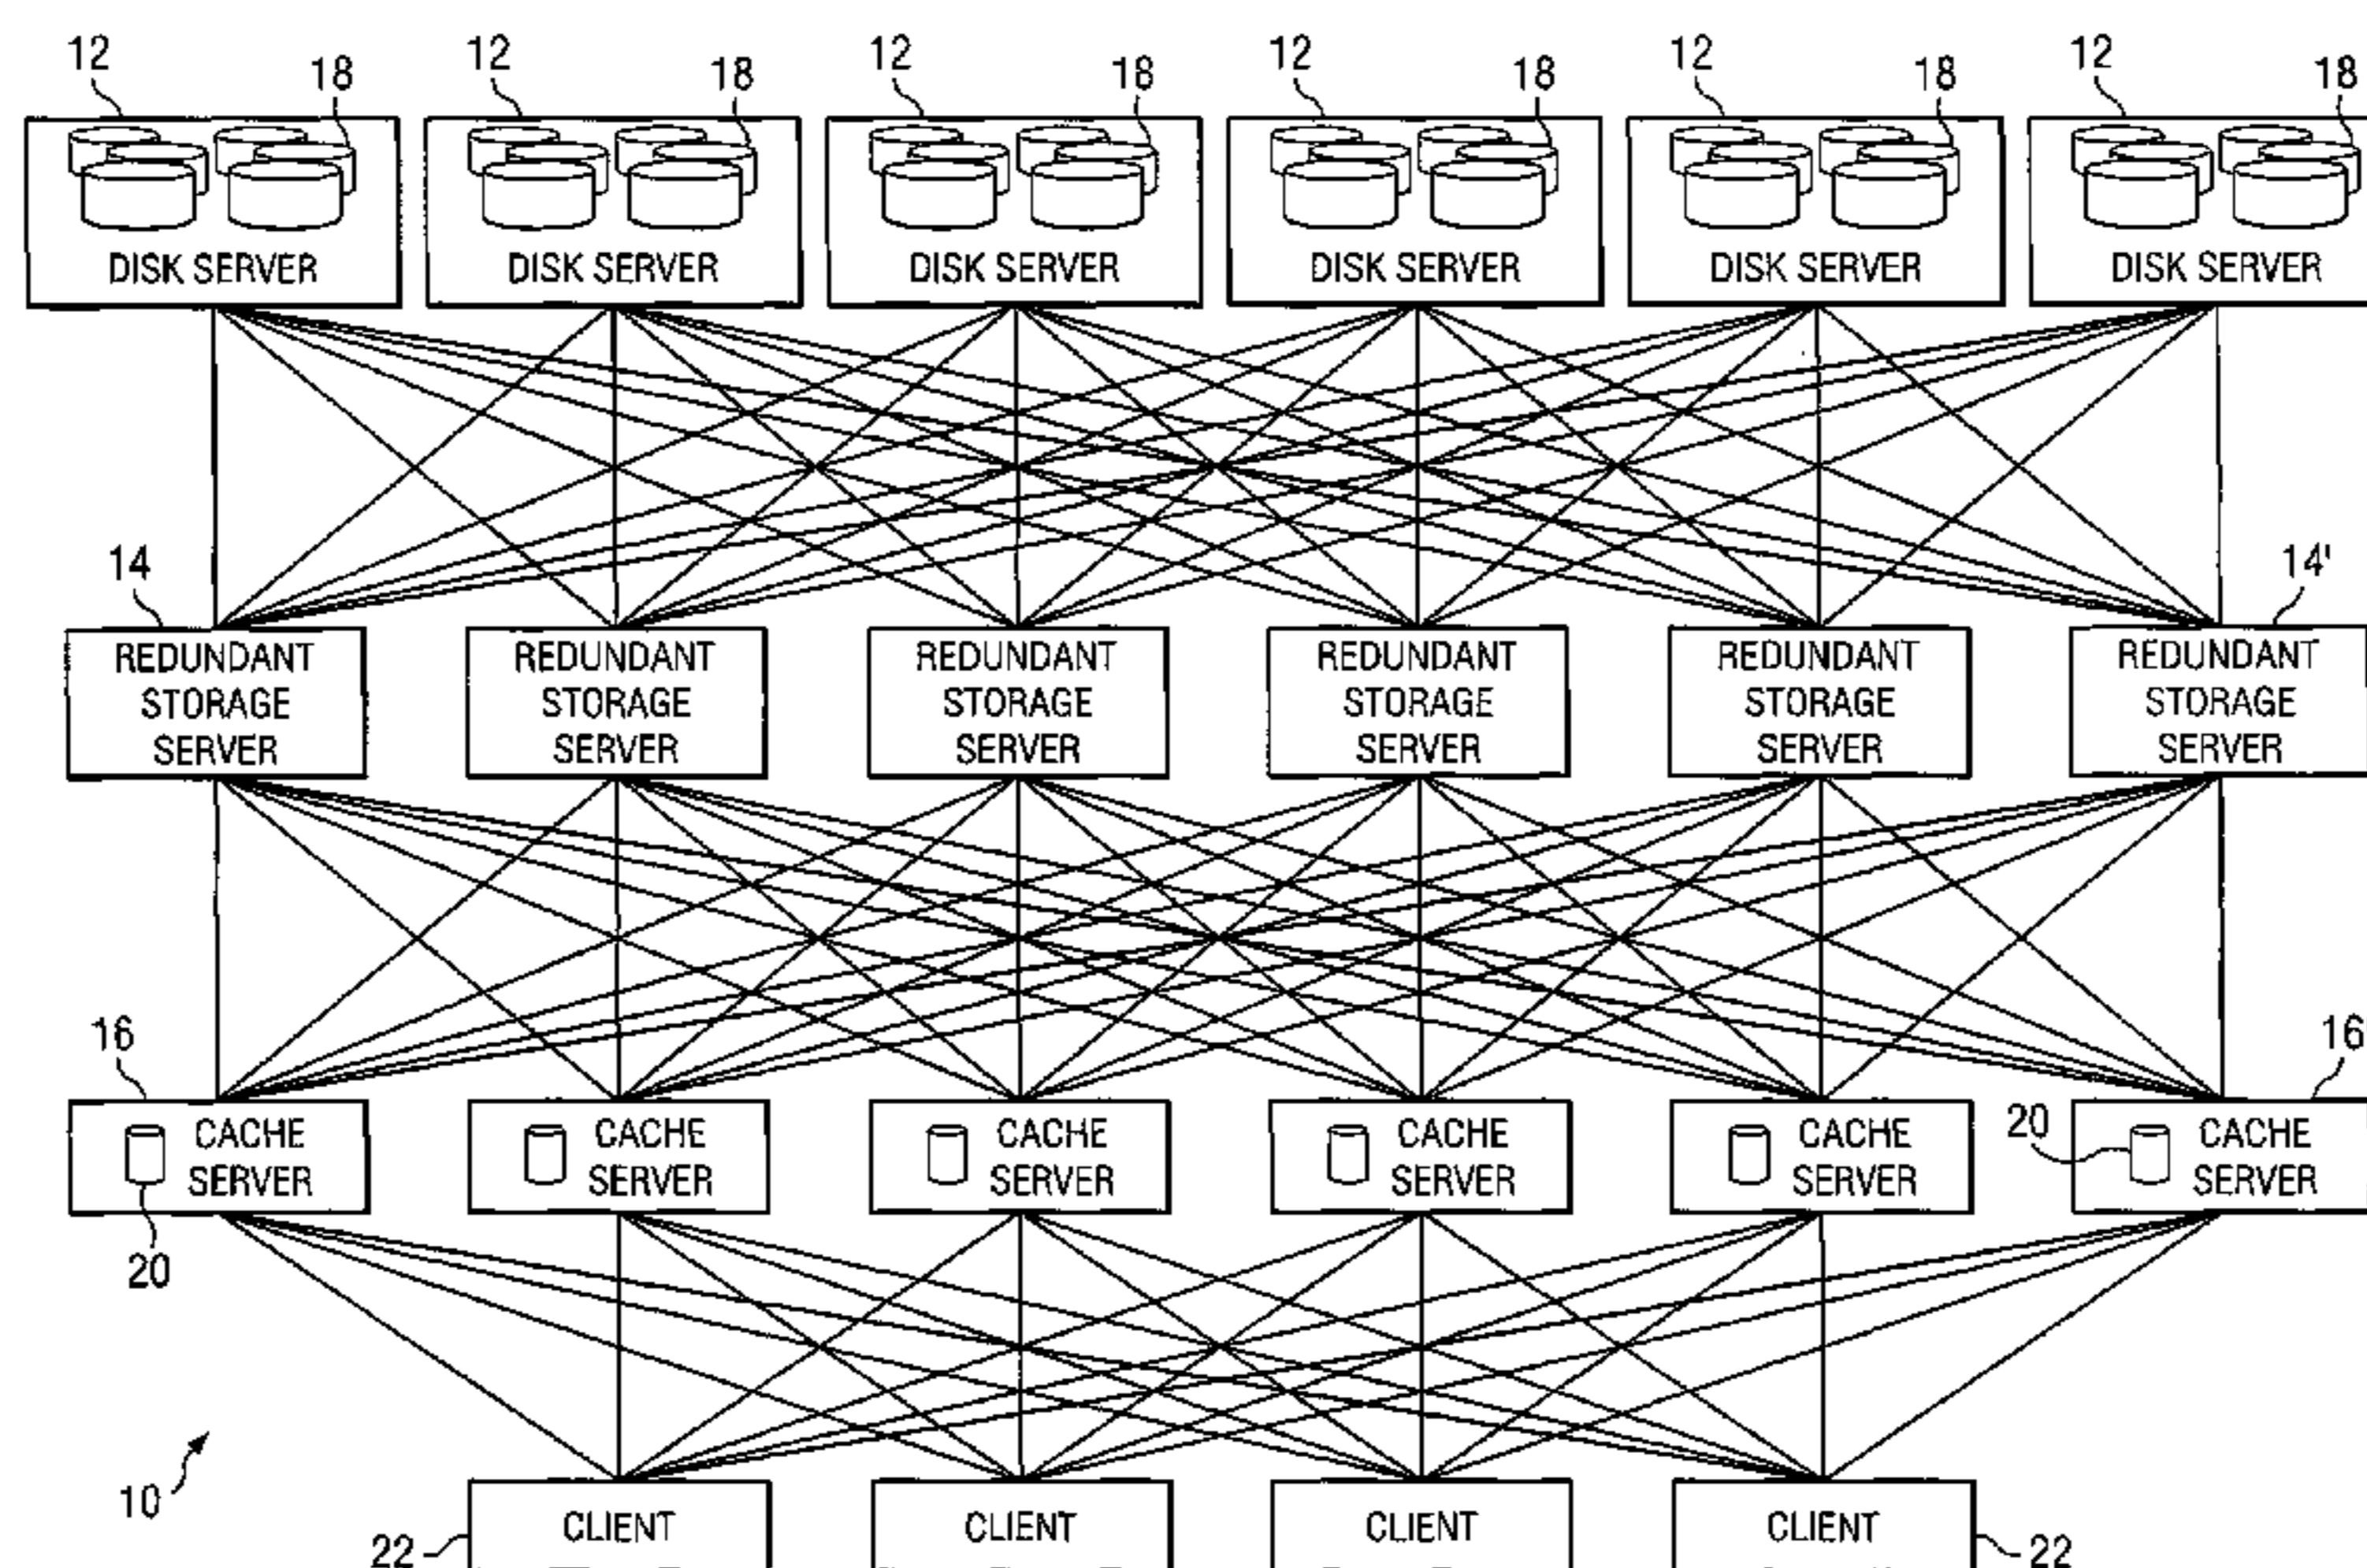 12 18 12 18 12 18 12 18 12 18 12 18
DISK SERVER DISK SERVER DISK SERVER DISK SERVER DISK SERVER DISK SERVER
14 14'
REDUNDANT REDUNDANT REDUNDANT REDUNDANT REDUNDANT REDUNDANT
STORAGE STORAGE STORAGE STORAGE STORAGE STORAGE
SERVER SERVER SERVER SERVER SERVER SERVER
16 16
CACHE CACHE CACHE CACHE CACHE 20 CACHE
SERVER SERVER SERVER SERVER SERVER SERVER
20
10
CLIENT CLIENT CLIENT CLIENT
22 22